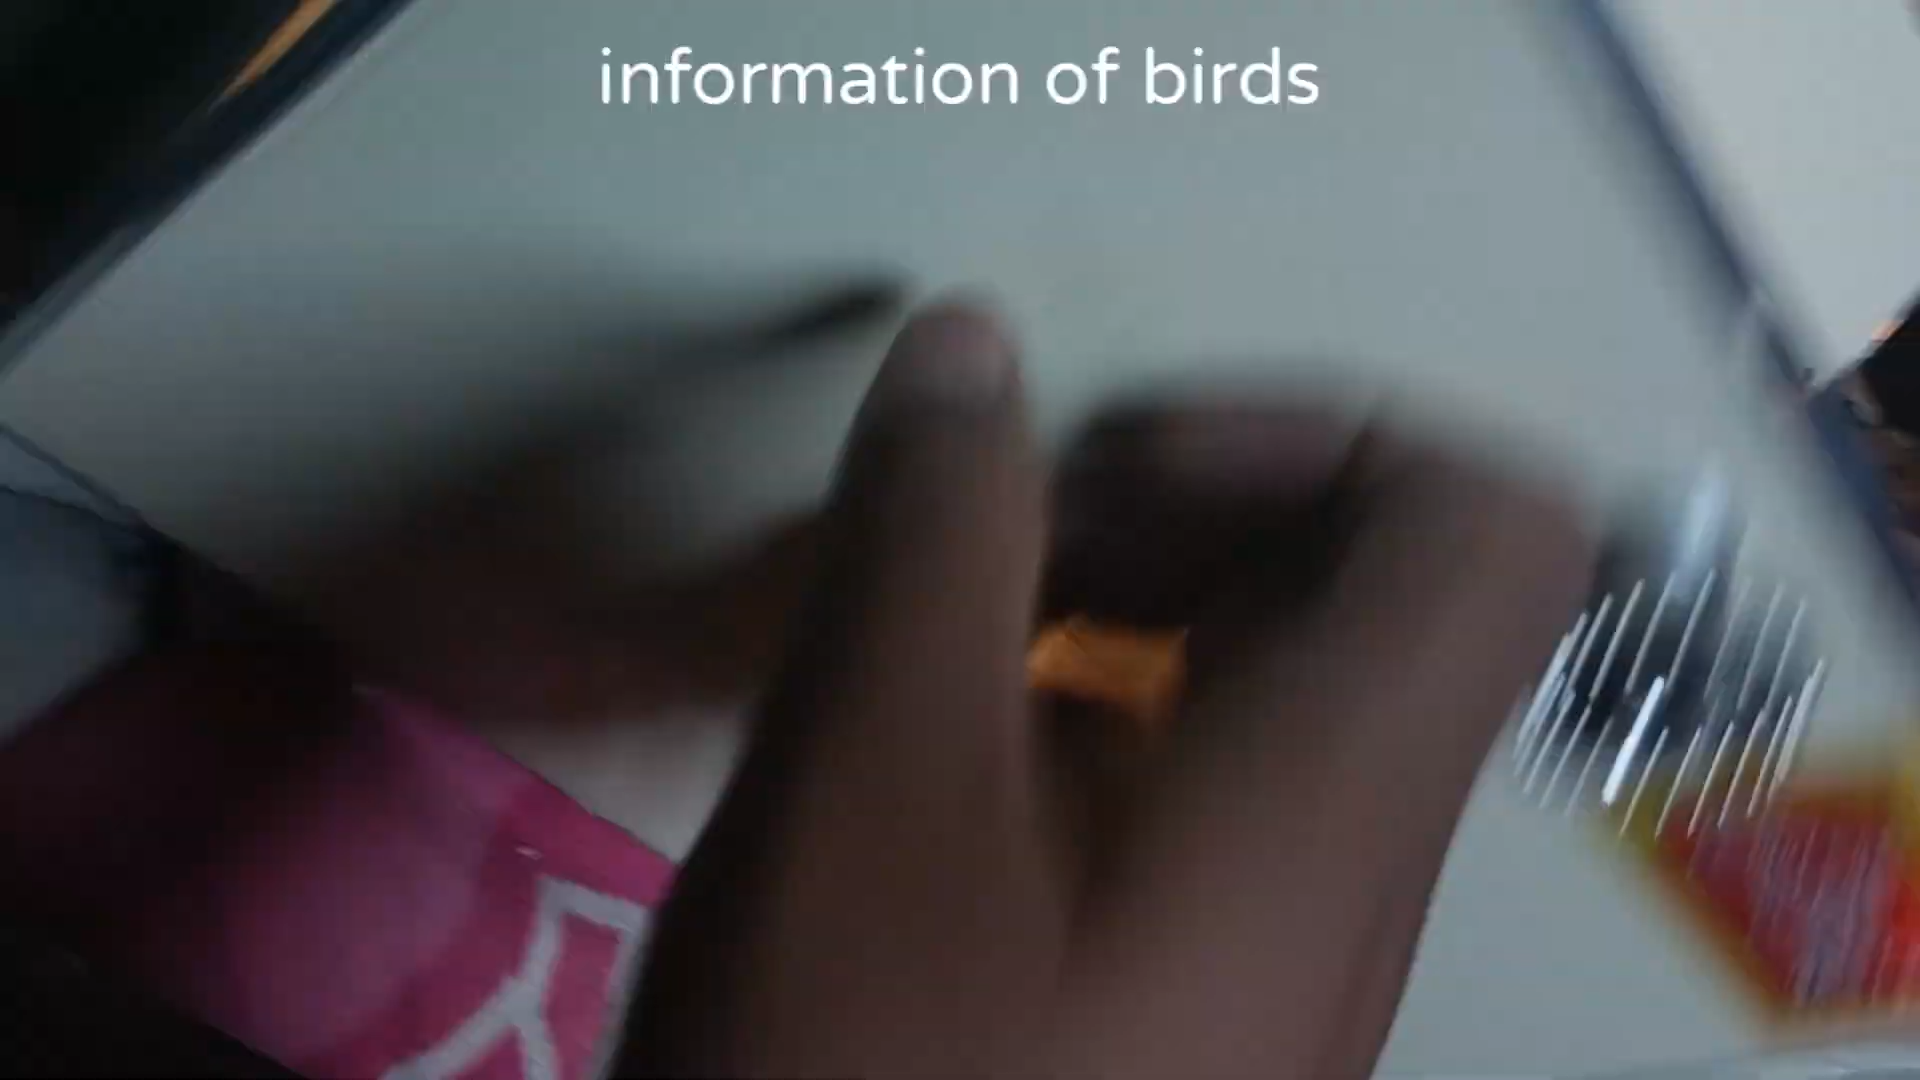 information of birds